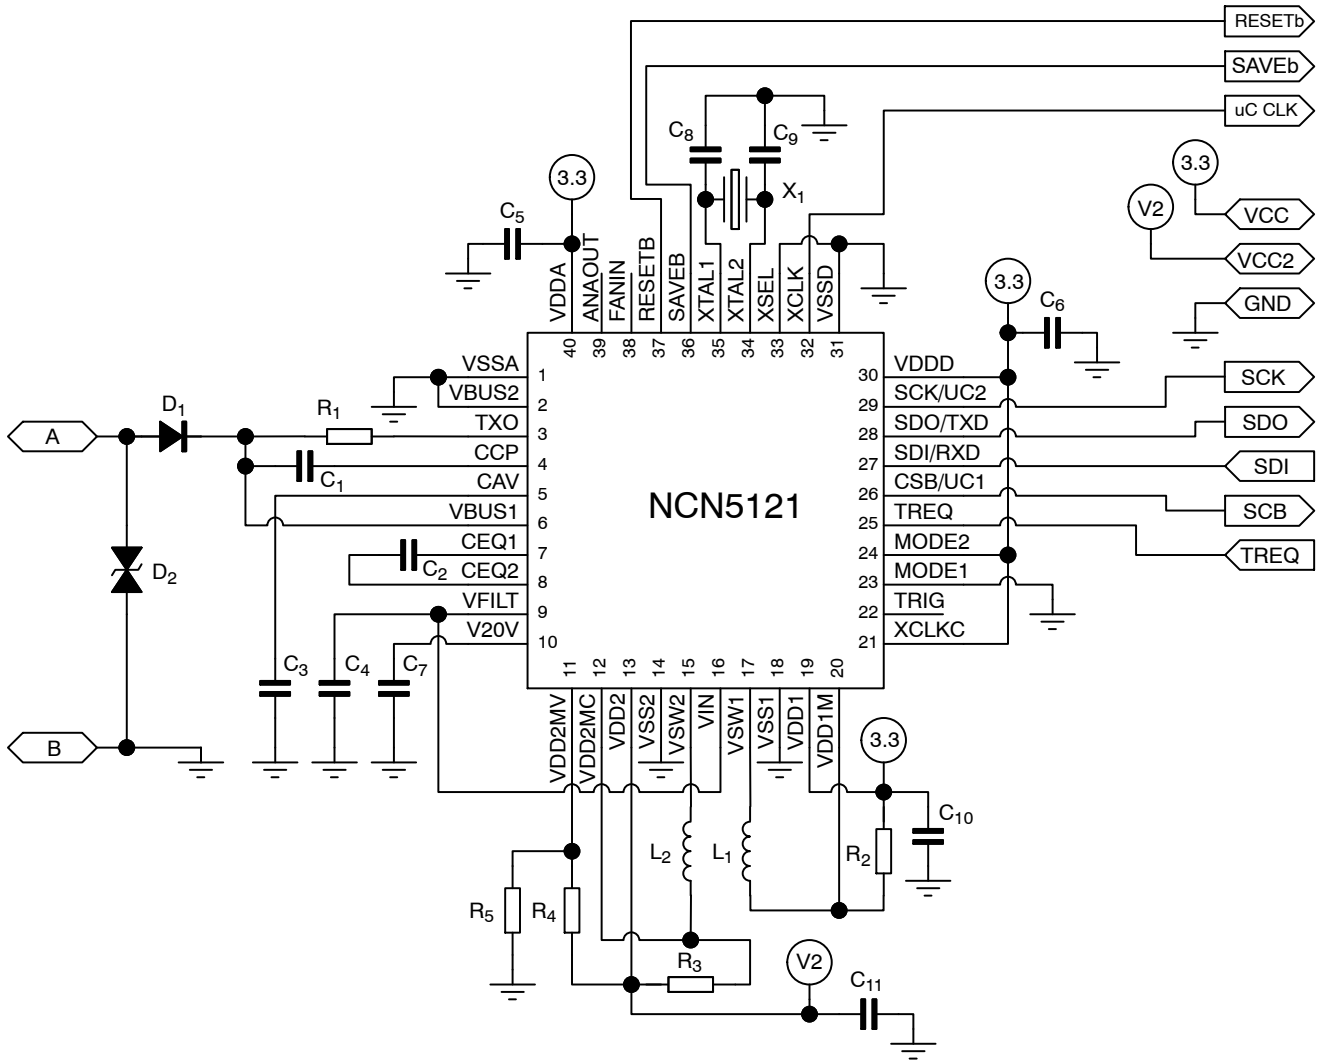 RESETb
SAVEb
uC CLK
C8
C9
X1
3.3
3.3
V2
VCC
VCC2
GND
C5
VDDA
ANAOUT
FANIN
RESETB
SAVEB
XTAL1
XTAL2
XSEL
XCLK
VSSD
40
39
38
37
36
35
34
33
32
31
3.3
C6
VSSA
1
VBUS2
2
TXO
3
CCP
4
CAV
5
VBUS1
6
CEQ1
7
CEQ2
8
VFILT
9
V20V
10
NCN5121
30
VDDD
29
SCK/UC2
28
SDO/TXD
27
SDI/RXD
26
CSB/UC1
25
TREQ
24
MODE2
23
MODE1
22
TRIG
21
XCLKC
SCK
SDO
SDI
SCB
TREQ
A
D1
R1
C1
D2
C2
C3
C4
C7
B
11
12
13
14
15
16
17
18
19
20
VDD2MV
VDD2MC
VDD2
VSS2
VSW2
VIN
VSW1
VSS1
VDD1
VDD1M
3.3
C10
L2
L1
R2
R5
R4
R3
V2
C11